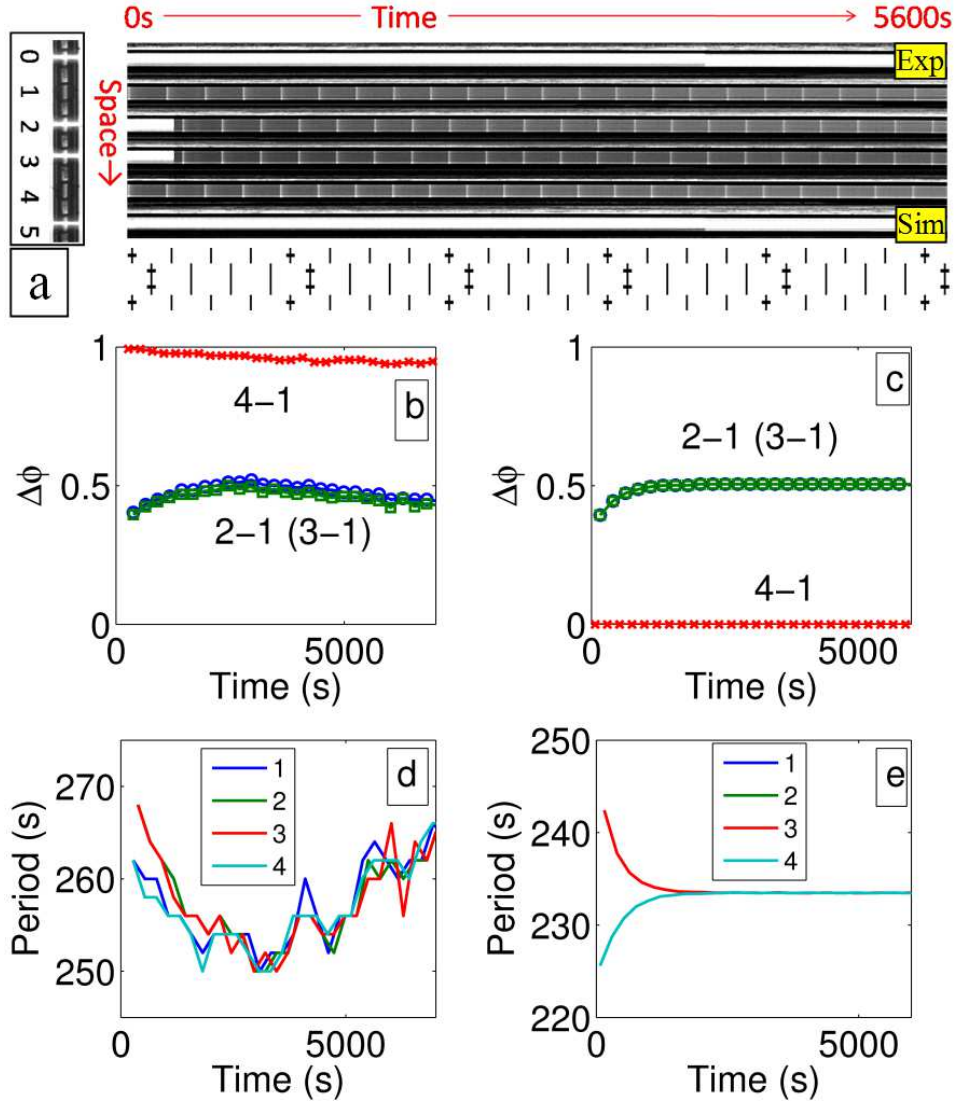 0s Time 5600s
0 1 2 3 4 5
Space
Exp
Sim
a
1
4-1
b
Δϕ
0.5
2-1 (3-1)
0
0 5000
Time (s)
1
c
2-1 (3-1)
Δϕ
0.5
4-1
0
0 5000
Time (s)
1
2
3
4
d
270
260
250
Period (s)
0 5000
Time (s)
250
1
2
3
4
e
240
230
220
Period (s)
0 5000
Time (s)